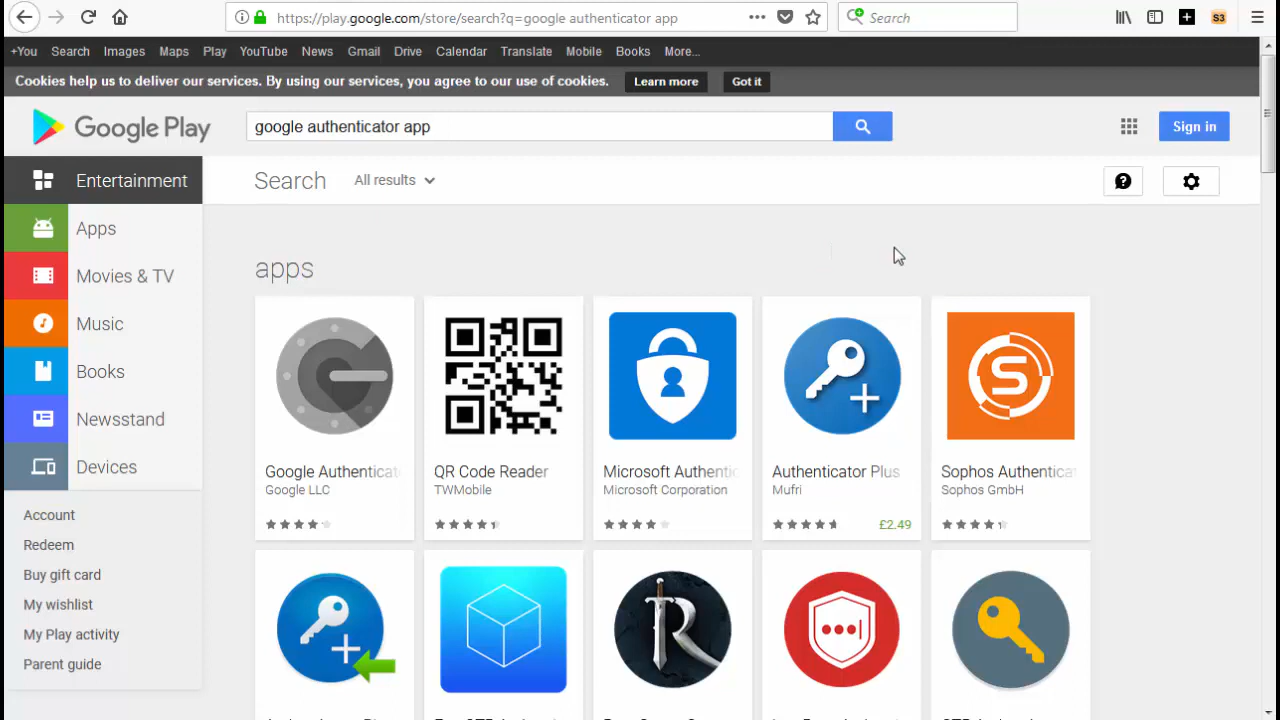 https://play.google.com/store/search?q=google authenticator app
Search
S3
+You Search Images Maps Play YouTube News Gmail Drive Calendar Translate Mobile Books More...
Cookies help us to deliver our services. By using our services, you agree to our use of cookies. Learn more Got it
Google Play
google authenticator app
Sign in
Entertainment
Search
All results
Apps
Movies & TV
Music
Books
Newsstand
Devices
Account
Redeem
Buy gift card
My wishlist
My Play activity
Parent guide
apps
Google Authenticat
Google LLC
QR Code Reader
TWMobile
Microsoft Authentic
Microsoft Corporation
Authenticator Plus
Mufri
£2.49
S
Sophos Authentica
Sophos GmbH
R